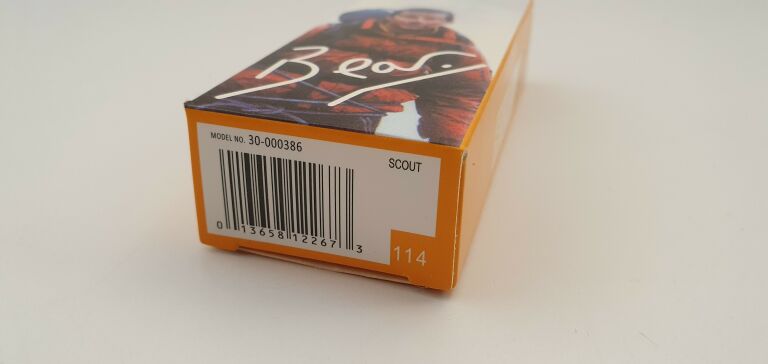 Bear.
MODEL NO. 30-000386
SCOUT
0 13658 12267 3
114